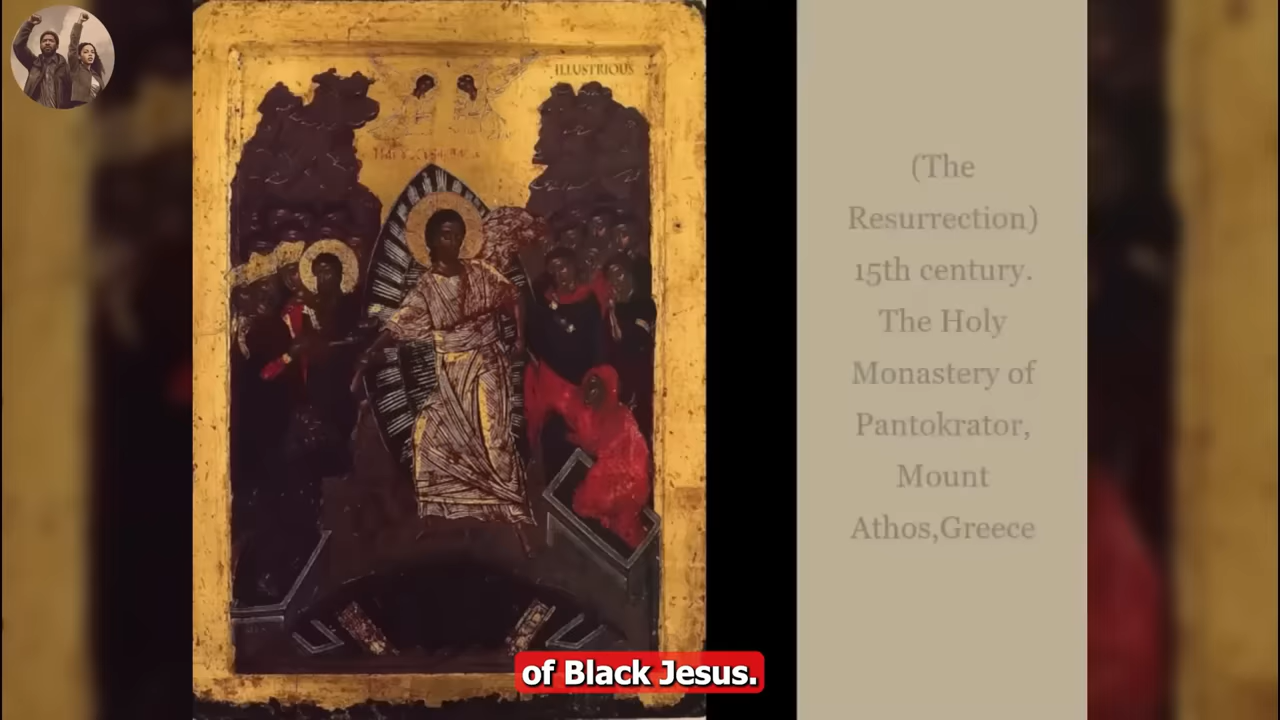 ILLUSTRIOUS
(The
Resurrection)
15th century.
The Holy
Monastery of
Pantokrator,
Mount
Athos,Greece
of Black Jesus.